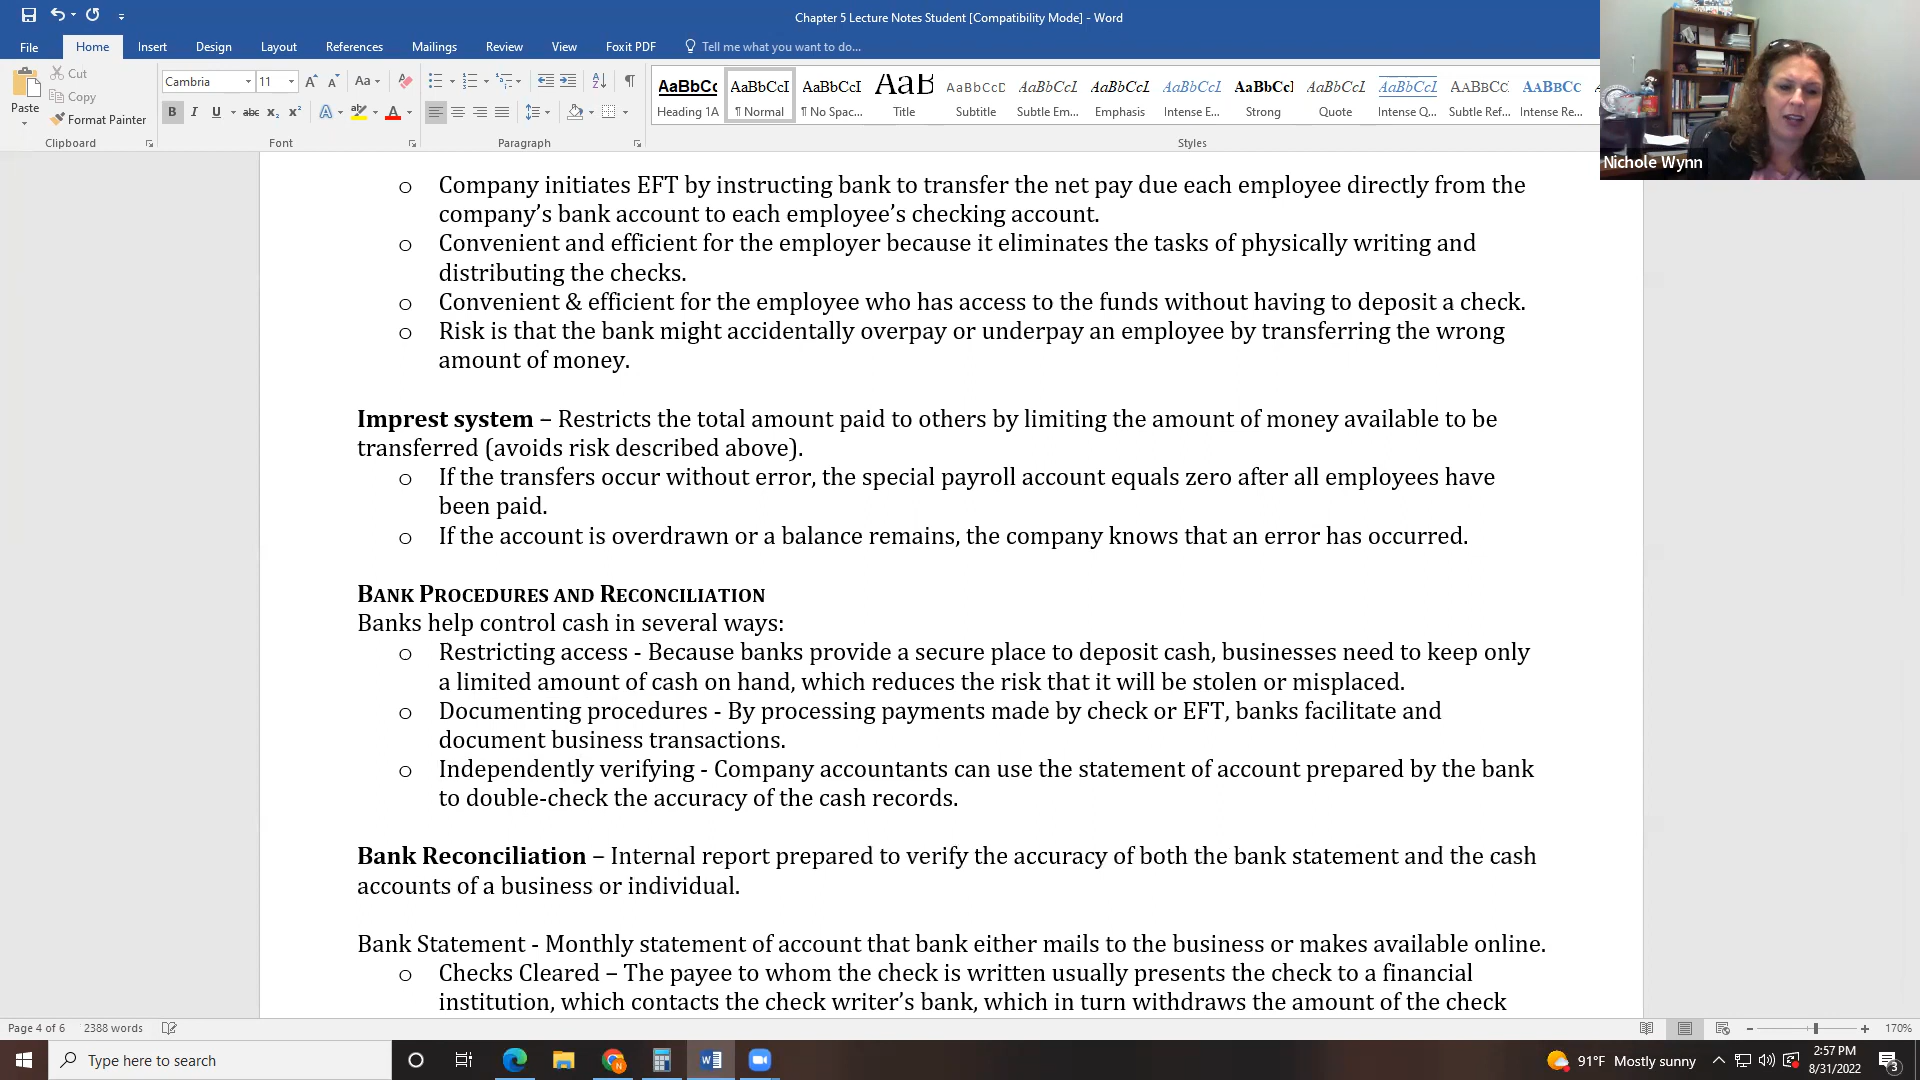 Chapter 5 Lecture Notes Student [Compatibility Mode] - Word
File Home Insert Design Layout References Mailings Review View Foxit PDF Tell me what you want to do...
Cut
Copy
Paste
Format Painter
Cambria 11
AaBbCc AaBbCcI AaBbCcI AaB AaBbCcD AaBbCcL AaBbCcL AaBbCcL AaBbCcI AaBbCcL AaBbCcL AaBbCc AaBbCc
Heading 1A ¶ Normal ¶ No Spac... Title Subtitle Subtle Em... Emphasis Intense E... Strong Quote Intense Q... Subtle Ref... Intense Re...
Clipboard Font Paragraph Styles
Nichole Wynn
o Company initiates EFT by instructing bank to transfer the net pay due each employee directly from the
company’s bank account to each employee’s checking account.
o Convenient and efficient for the employer because it eliminates the tasks of physically writing and
distributing the checks.
o Convenient & efficient for the employee who has access to the funds without having to deposit a check.
o Risk is that the bank might accidentally overpay or underpay an employee by transferring the wrong
amount of money.
Imprest system – Restricts the total amount paid to others by limiting the amount of money available to be
transferred (avoids risk described above).
o If the transfers occur without error, the special payroll account equals zero after all employees have
been paid.
o If the account is overdrawn or a balance remains, the company knows that an error has occurred.
BANK PROCEDURES AND RECONCILIATION
Banks help control cash in several ways:
o Restricting access - Because banks provide a secure place to deposit cash, businesses need to keep only
a limited amount of cash on hand, which reduces the risk that it will be stolen or misplaced.
o Documenting procedures - By processing payments made by check or EFT, banks facilitate and
document business transactions.
o Independently verifying - Company accountants can use the statement of account prepared by the bank
to double-check the accuracy of the cash records.
Bank Reconciliation – Internal report prepared to verify the accuracy of both the bank statement and the cash
accounts of a business or individual.
Bank Statement - Monthly statement of account that bank either mails to the business or makes available online.
o Checks Cleared – The payee to whom the check is written usually presents the check to a financial
institution, which contacts the check writer’s bank, which in turn withdraws the amount of the check
Page 4 of 6 2388 words 170%
Type here to search 91°F Mostly sunny 2:57 PM
8/31/2022
3